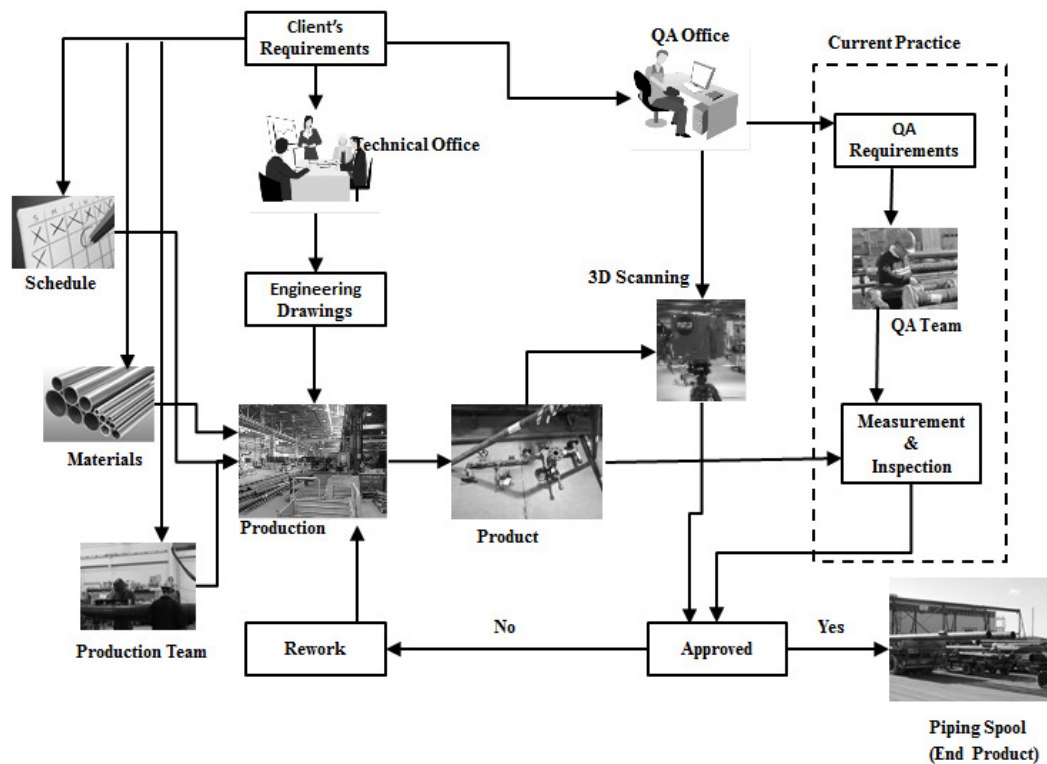 Client's
Requirements
QA Office
Current Practice
Technical Office
QA
Requirements
Schedule
Engineering
Drawings
3D Scanning
QA Team
Materials
Measurement
&
Inspection
Production
Product
Production Team
Rework
No
Approved
Yes
Piping Spool
(End Product)